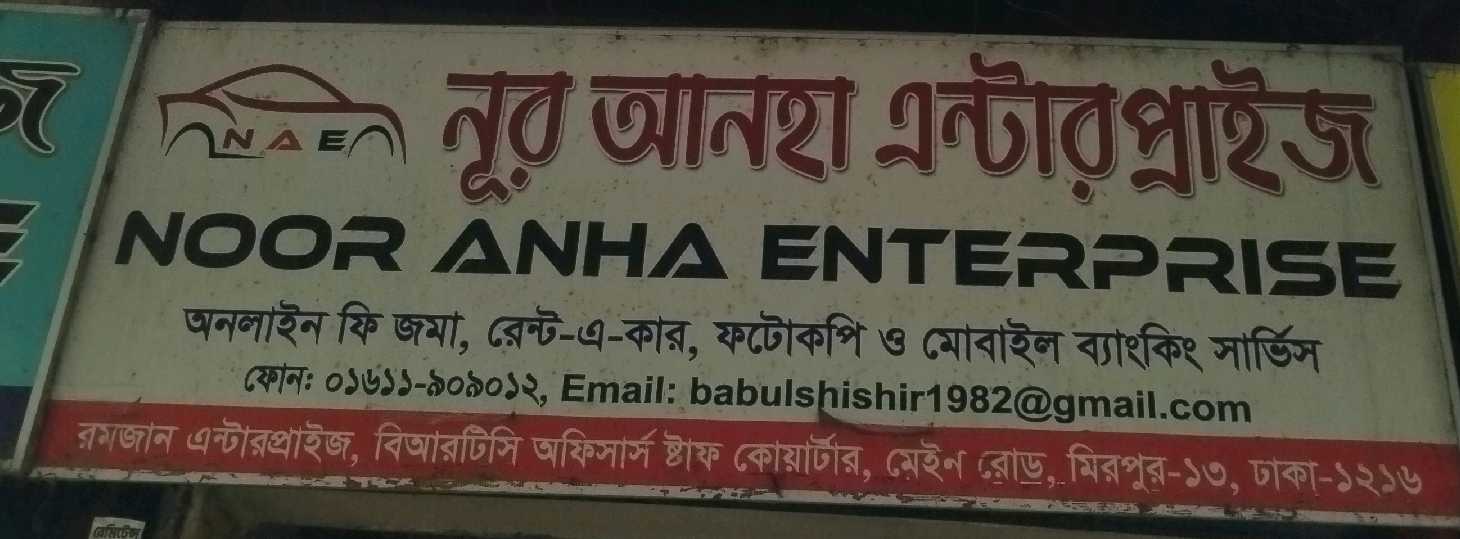 NAE
নূর আনহা এন্টারপ্রাইজ
NOOR ANHA ENTERPRISE
অনলাইন ফি জমা, রেন্ট-এ-কার, ফটোকপি ও মোবাইল ব্যাংকিং সার্ভিস
ফোন: ০১৬১১-৯০৯০১২, Email: babulshishir1982@gmail.com
রমজান এন্টারপ্রাইজ, বিআরটিসি অফিসার্স ষ্টাফ কোয়ার্টার, মেইন রোড, মিরপুর-১৩, ঢাকা-১২১৬